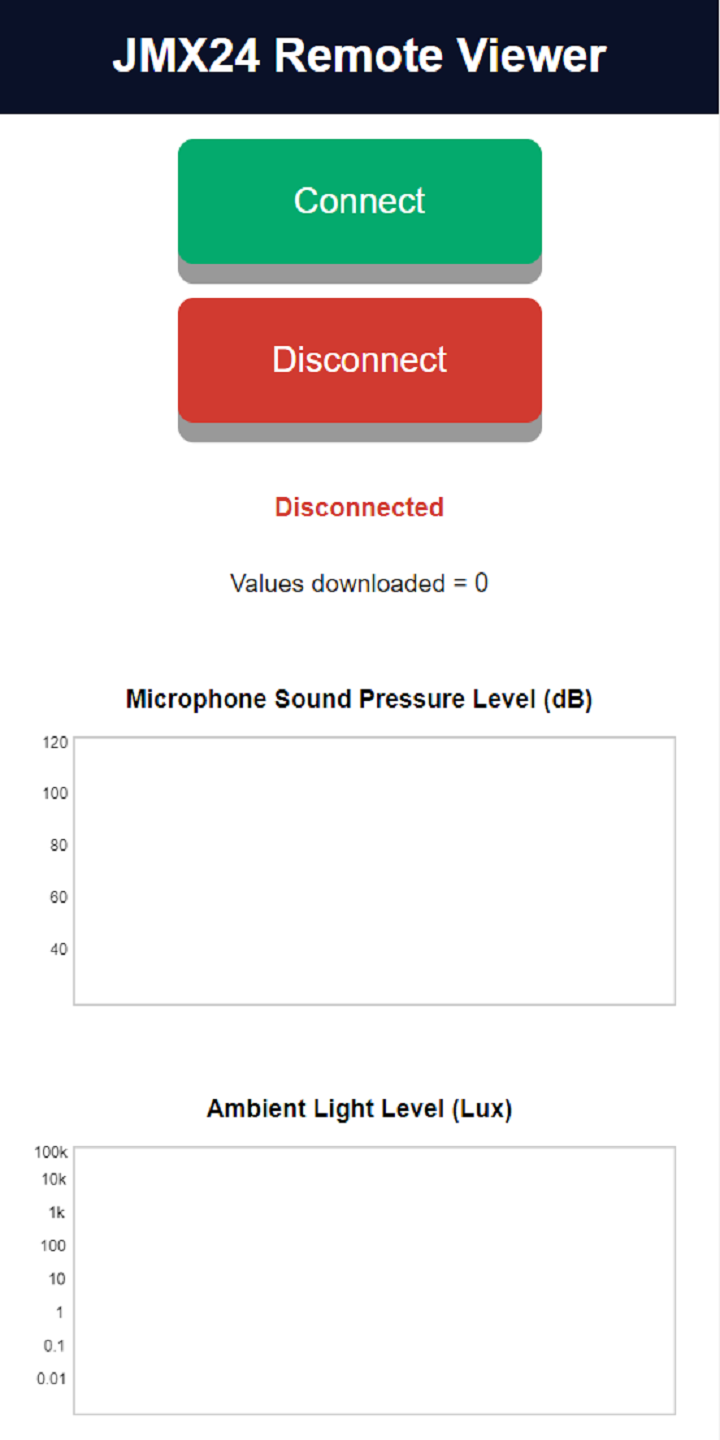 JMX24 Remote Viewer
Connect
Disconnect
Disconnected
Values downloaded = 0
Microphone Sound Pressure Level (dB)
120
100
80
60
40
Ambient Light Level (Lux)
100k
10k
1k
100
10
1
0.1
0.01